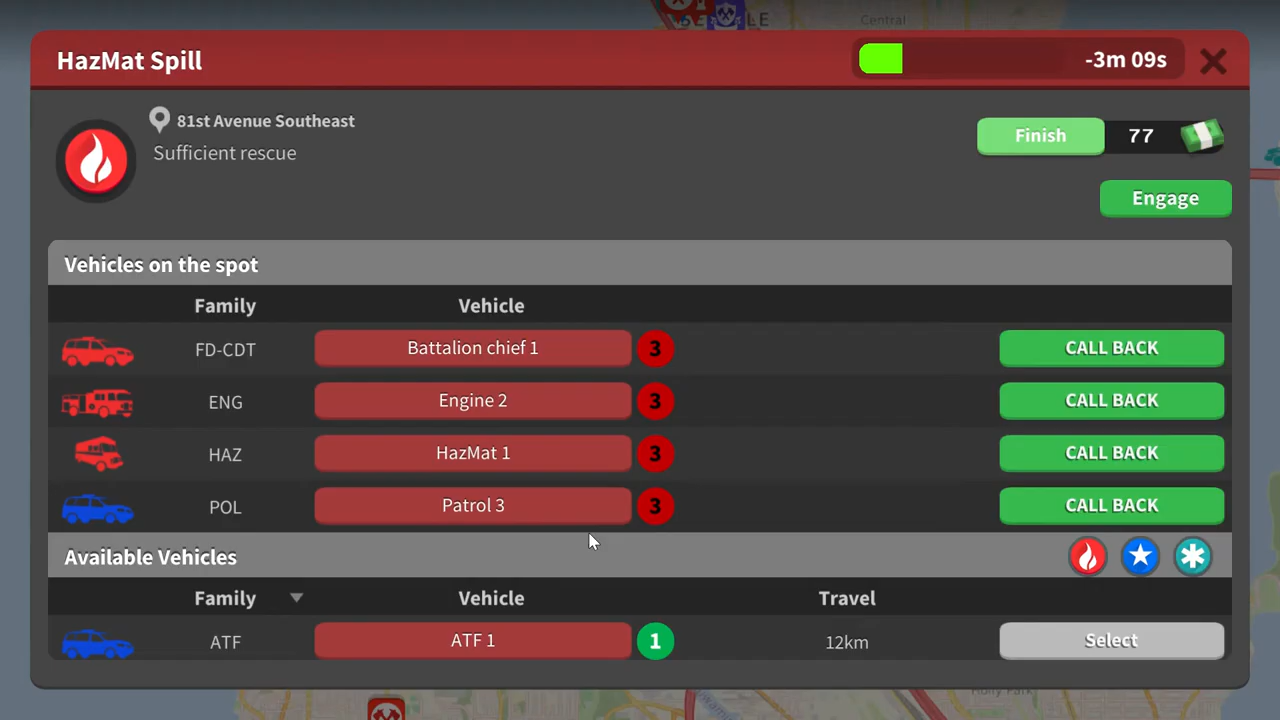 Central
HazMat Spill
-3m 09s
81st Avenue Southeast
Sufficient rescue
Finish
77
Engage
Vehicles on the spot
Family Vehicle
FD-CDT Battalion chief 1 3 CALL BACK
ENG Engine 2 3 CALL BACK
HAZ HazMat 1 3 CALL BACK
POL Patrol 3 3 CALL BACK
Available Vehicles
Family Vehicle Travel
ATF ATF 1 1 12km Select